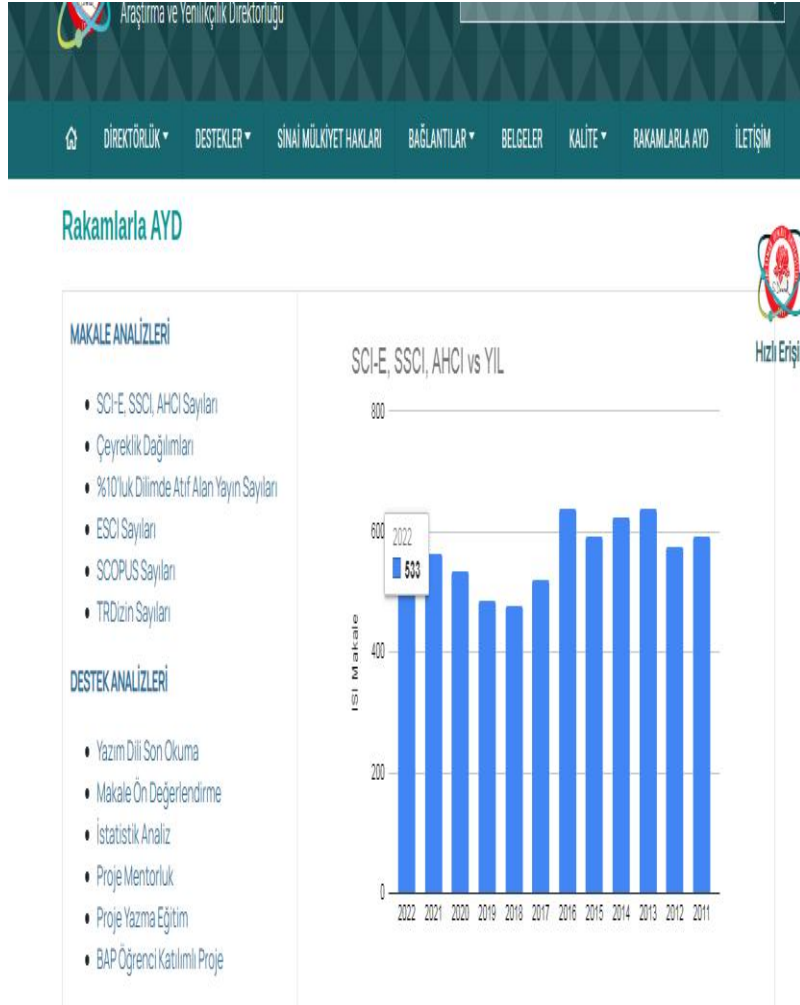 Araştırma ve Yenilikçilik Direktörlüğü
DİREKTÖRLÜK
DESTEKLER
SİNAİ MÜLKİYET HAKLARI
BAĞLANTILAR
BELGELER
KALİTE
RAKAMLARLA AYD
İLETİŞİM
Rakamlarla AYD
Hızlı Erişi
MAKALE ANALİZLERİ
SCI-E, SSCI, AHCI Sayıları
Çeyreklik Dağılımları
%10'luk Dilimde Atıf Alan Yayın Sayıları
ESCI Sayıları
SCOPUS Sayıları
TRDizin Sayıları
DESTEK ANALİZLERİ
Yazım Dili Son Okuma
Makale Ön Değerlendirme
İstatistik Analiz
Proje Mentorluk
Proje Yazma Eğitim
BAP Öğrenci Katılımlı Proje
SCI-E, SSCI, AHCI vs YIL
800
600
400
200
0
ISI Makale
2022
533
2022 2021 2020 2019 2018 2017 2016 2015 2014 2013 2012 2011